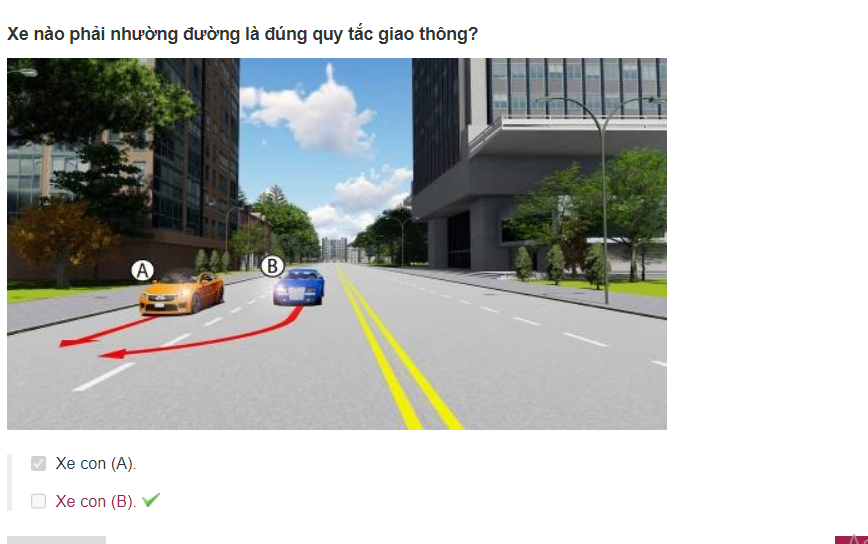 Xe nào phải nhường đường là đúng quy tắc giao thông?
A
B
Xe con (A).
Xe con (B).